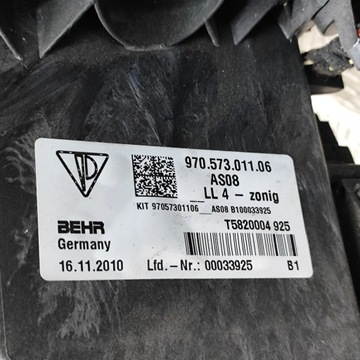 970.573.011.06
AS08
LL 4 - zonig
KIT 97057301106___AS08 B100033925
T5820004 925
BEHR
Germany
16.11.2010 Lfd.-Nr.: 00033925 B1